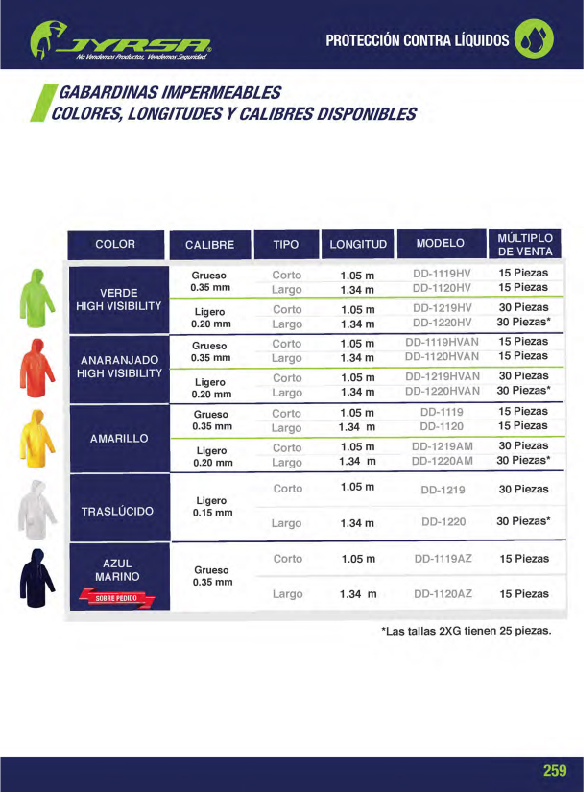 JYRSA®
No Vendemos Productos, Vendemos Seguridad
PROTECCIÓN CONTRA LÍQUIDOS
GABARDINAS IMPERMEABLES
COLORES, LONGITUDES Y CALIBRES DISPONIBLES
COLOR CALIBRE TIPO LONGITUD MODELO MÚLTIPLO DE VENTA
VERDE HIGH VISIBILITY
Grueso 0.35 mm Corto 1.05 m DD-1119HV 15 Piezas
Largo 1.34 m DD-1120HV 15 Piezas
Ligero 0.20 mm Corto 1.05 m DD-1219HV 30 Piezas
Largo 1.34 m DD-1220HV 30 Piezas*
ANARANJADO HIGH VISIBILITY
Grueso 0.35 mm Corto 1.05 m DD-1119HVAN 15 Piezas
Largo 1.34 m DD-1120HVAN 15 Piezas
Ligero 0.20 mm Corto 1.05 m DD-1219HVAN 30 Piezas
Largo 1.34 m DD-1220HVAN 30 Piezas*
AMARILLO
Grueso 0.35 mm Corto 1.05 m DD-1119 15 Piezas
Largo 1.34 m DD-1120 15 Piezas
Ligero 0.20 mm Corto 1.05 m DD-1219AM 30 Piezas
Largo 1.34 m DD-1220AM 30 Piezas*
TRASLÚCIDO
Ligero 0.15 mm Corto 1.05 m DD-1219 30 Piezas
Largo 1.34 m DD-1220 30 Piezas*
AZUL MARINO
SOBRE PEDIDO
Grueso 0.35 mm Corto 1.05 m DD-1119AZ 15 Piezas
Largo 1.34 m DD-1120AZ 15 Piezas
*Las tallas 2XG tienen 25 piezas.
259